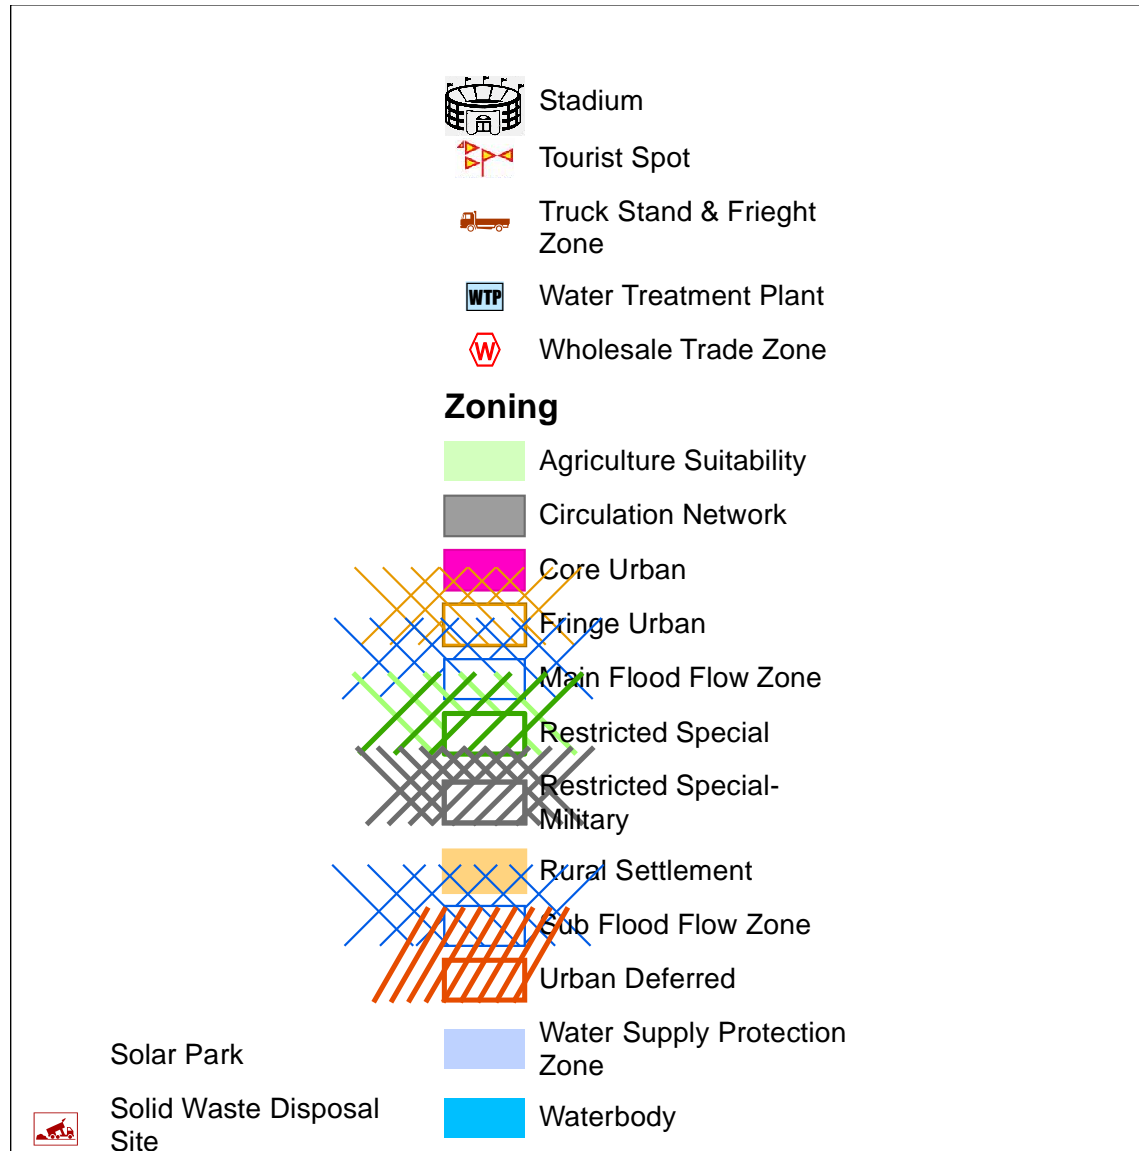 Stadium
Tourist Spot
Truck Stand & Frieght
Zone
WTP
Water Treatment Plant
W
Wholesale Trade Zone
Zoning
Agriculture Suitability
Circulation Network
Core Urban
Fringe Urban
Main Flood Flow Zone
Restricted Special
Restricted Special-
Military
Rural Settlement
Sub Flood Flow Zone
Urban Deferred
Water Supply Protection
Zone
Waterbody
Solar Park
Solid Waste Disposal
Site